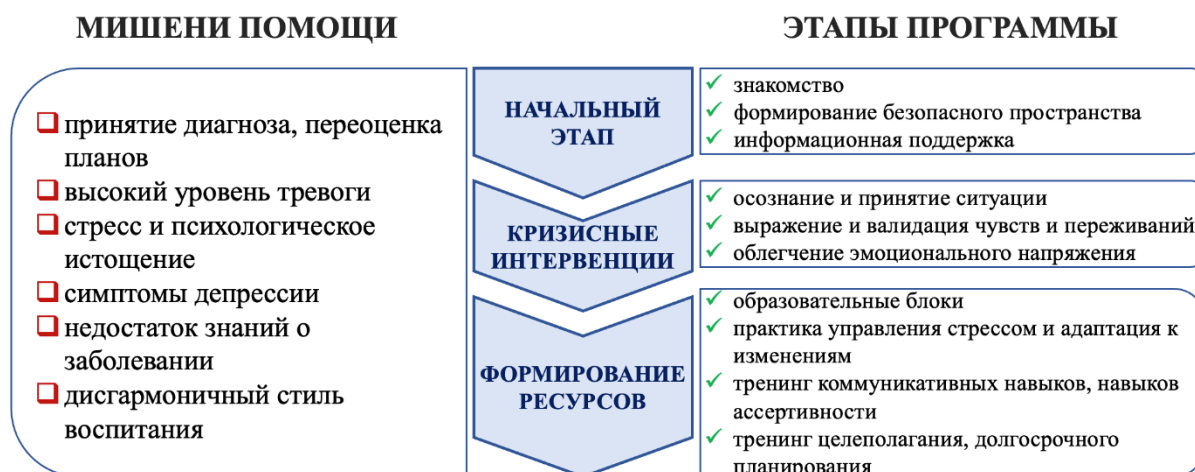 МИШЕНИ ПОМОЩИ
принятие диагноза, переоценка
планов
высокий уровень тревоги
стресс и психологическое
истощение
симптомы депрессии
недостаток знаний о
заболевании
дисгармоничный стиль
воспитания
ЭТАПЫ ПРОГРАММЫ
НАЧАЛЬНЫЙ
ЭТАП
знакомство
формирование безопасного пространства
информационная поддержка
КРИЗИСНЫЕ
ИНТЕРВЕНЦИИ
осознание и принятие ситуации
выражение и валидация чувств и переживаний
облегчение эмоционального напряжения
ФОРМИРОВАНИЕ
РЕСУРСОВ
образовательные блоки
практика управления стрессом и адаптация к
изменениям
тренинг коммуникативных навыков, навыков
ассертивности
тренинг целеполагания, долгосрочного
планирования